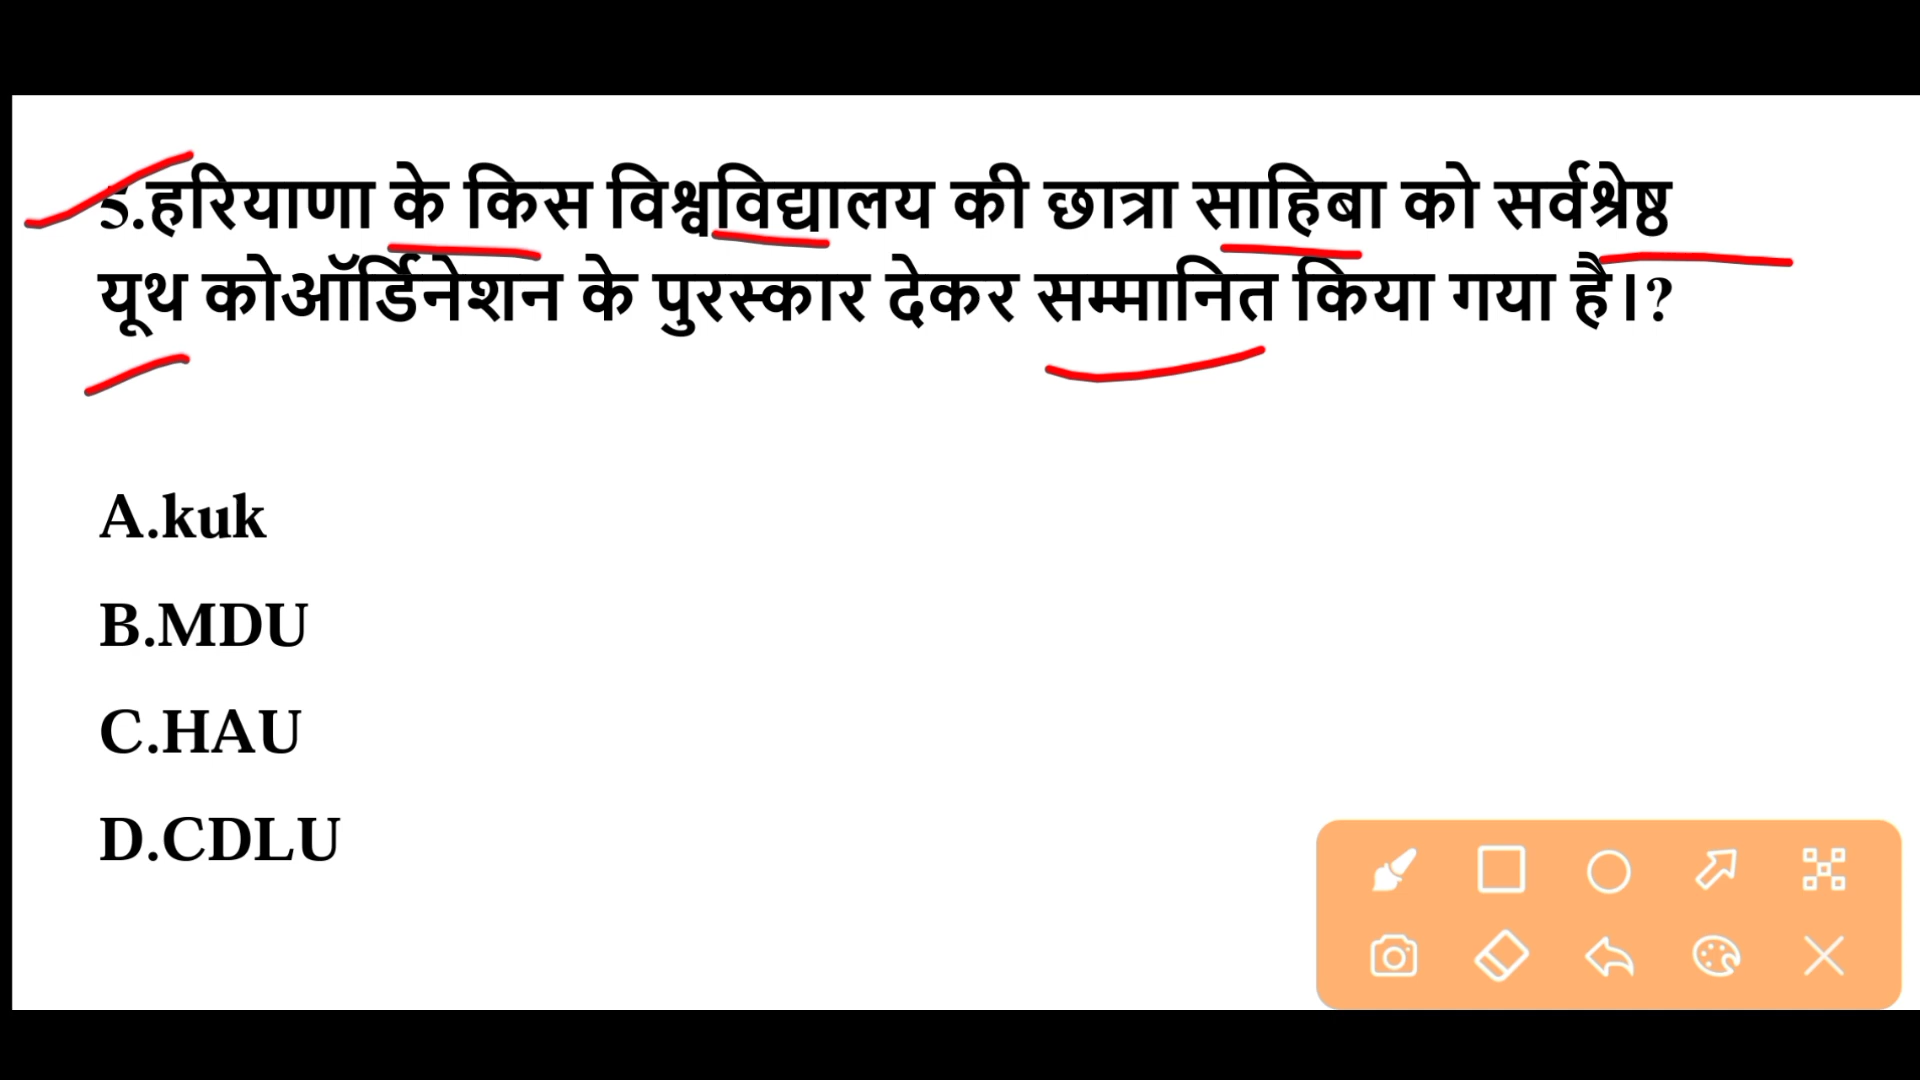 5.हरियाणा के किस विश्वविद्यालय की छात्रा साहिबा को सर्वश्रेष्ठ
यूथ कोऑर्डिनेशन के पुरस्कार देकर सम्मानित किया गया है।?
A.kuk
B.MDU
C.HAU
D.CDLU